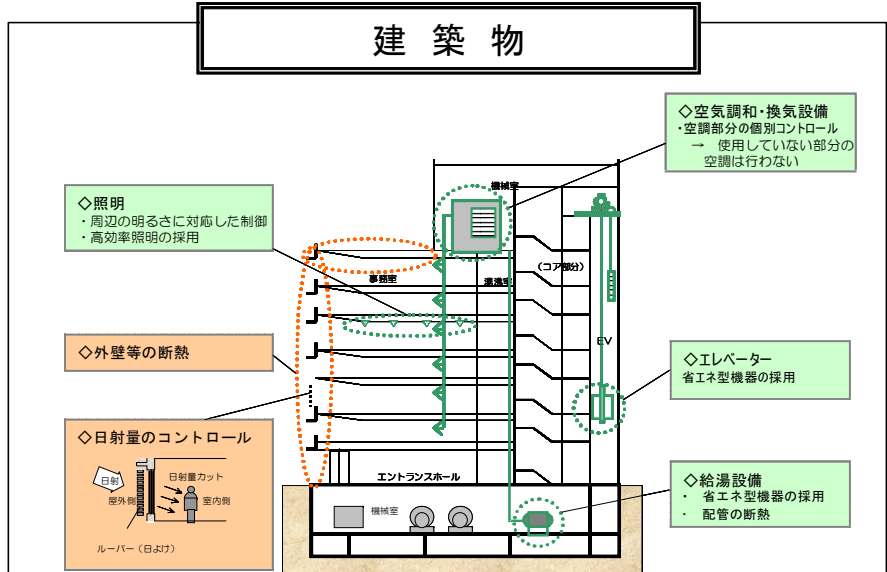 建築物
◇空気調和・換気設備
・空調部分の個別コントロール
→ 使用していない部分の
空調は行わない
◇照明
・周辺の明るさに対応した制御
・高効率照明の採用
機械室
事務室
湯沸室
（コア部分）
EV
◇外壁等の断熱
◇エレベーター
省エネ型機器の採用
◇日射量のコントロール
日射
日射量カット
屋外側
室内側
ルーバー（日よけ）
エントランスホール
機械室
◇給湯設備
・ 省エネ型機器の採用
・ 配管の断熱